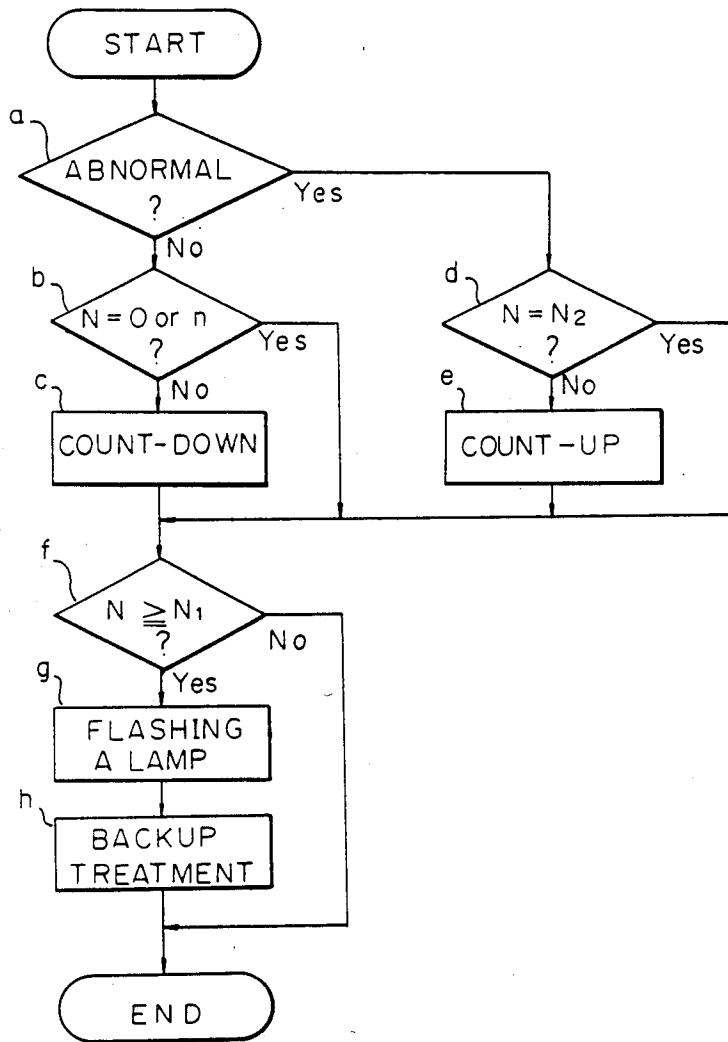 START
a
ABNORMAL
?
Yes
No
b
N = 0 or n
?
Yes
No
d
N = N2
?
Yes
No
c
COUNT-DOWN
e
COUNT-UP
f
N ≧ N1
?
No
Yes
g
FLASHING
A LAMP
h
BACKUP
TREATMENT
END